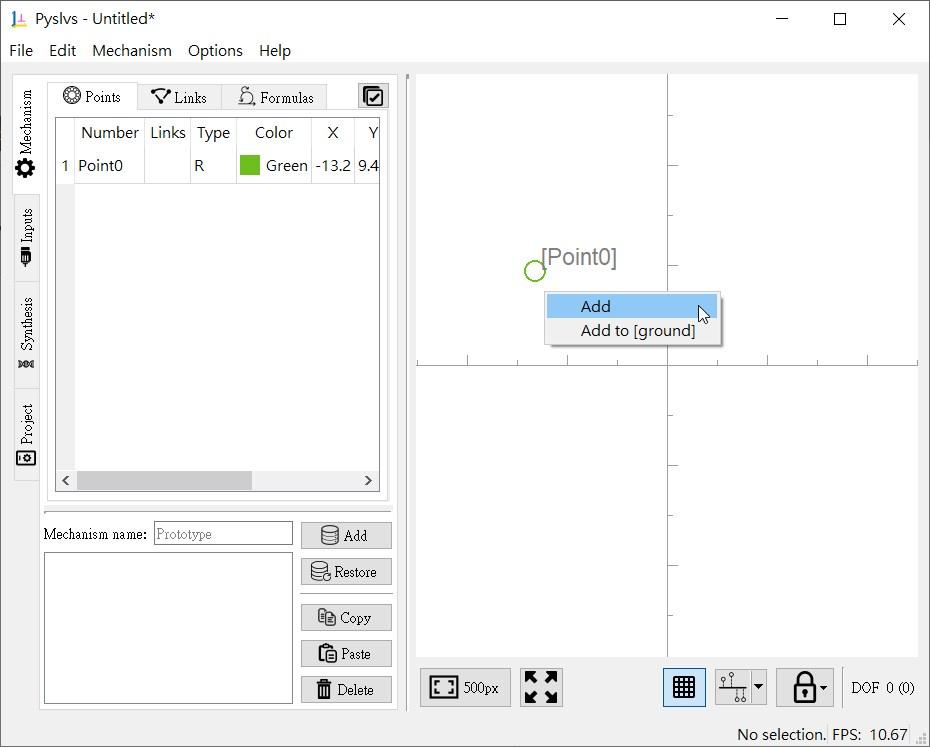 Pyslvs - Untitled*
File Edit Mechanism Options Help
Mechanism
Inputs
Synthesis
Project
Points Links Formulas
Number Links Type Color X Y
1 Point0 R Green -13.2 9.4
Mechanism name: Prototype
Add
Restore
Copy
Paste
Delete
[Point0]
Add
Add to [ground]
500px
DOF 0 (0)
No selection. FPS: 10.67